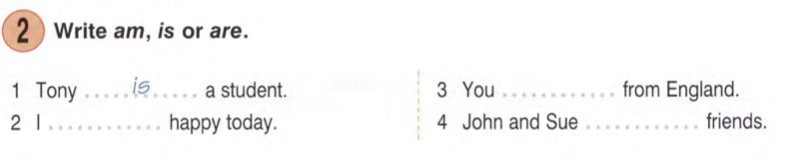 2 Write am, is or are.
1 Tony .....is..... a student.
2 I ............ happy today.
3 You ............ from England.
4 John and Sue ............ friends.